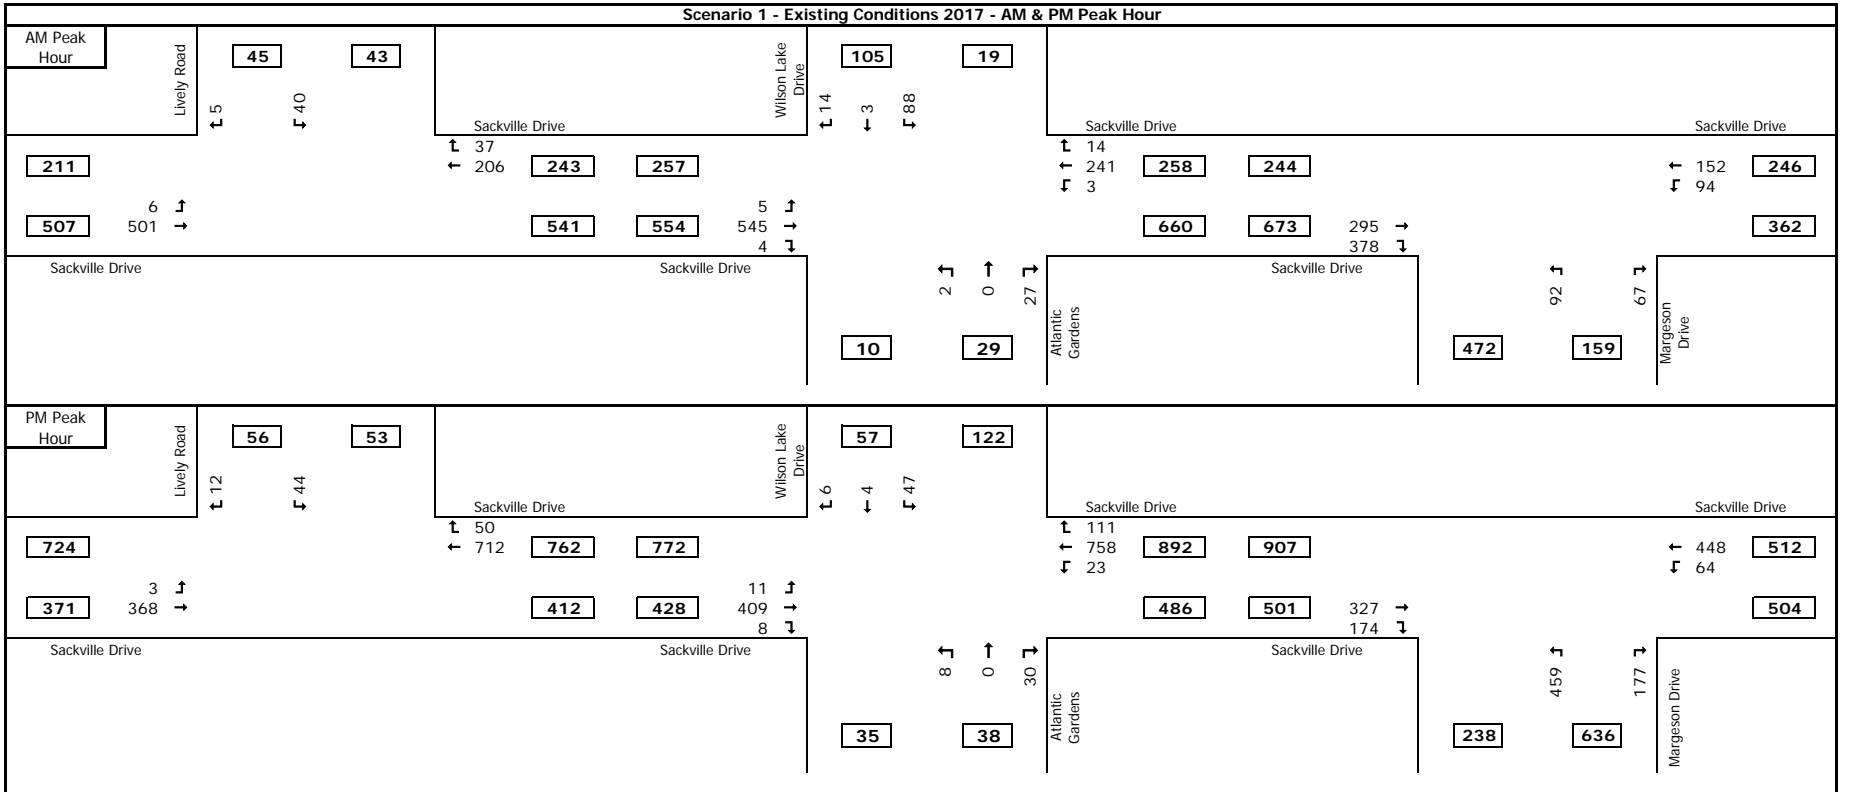 Scenario 1 - Existing Conditions 2017 - AM & PM Peak Hour
AM Peak
Hour
Lively Road
45
43
5
40
Wilson Lake
Drive
105
19
14
3
88
Sackville Drive
Sackville Drive
Sackville Drive
37
206
243
257
14
241
3
258
244
152
94
246
211
6
501
507
541
554
5
545
4
660
673
295
378
362
Sackville Drive
Sackville Drive
Sackville Drive
2
0
27
92
67
Atlantic
Gardens
Margeson
Drive
10
29
472
159
PM Peak
Hour
Lively Road
56
53
12
44
Wilson Lake
Drive
57
122
6
4
47
Sackville Drive
Sackville Drive
Sackville Drive
50
712
762
772
111
758
23
892
907
448
64
512
724
3
368
371
412
428
11
409
8
486
501
327
174
504
Sackville Drive
Sackville Drive
Sackville Drive
8
0
30
459
177
Atlantic
Gardens
Margeson Drive
35
38
238
636